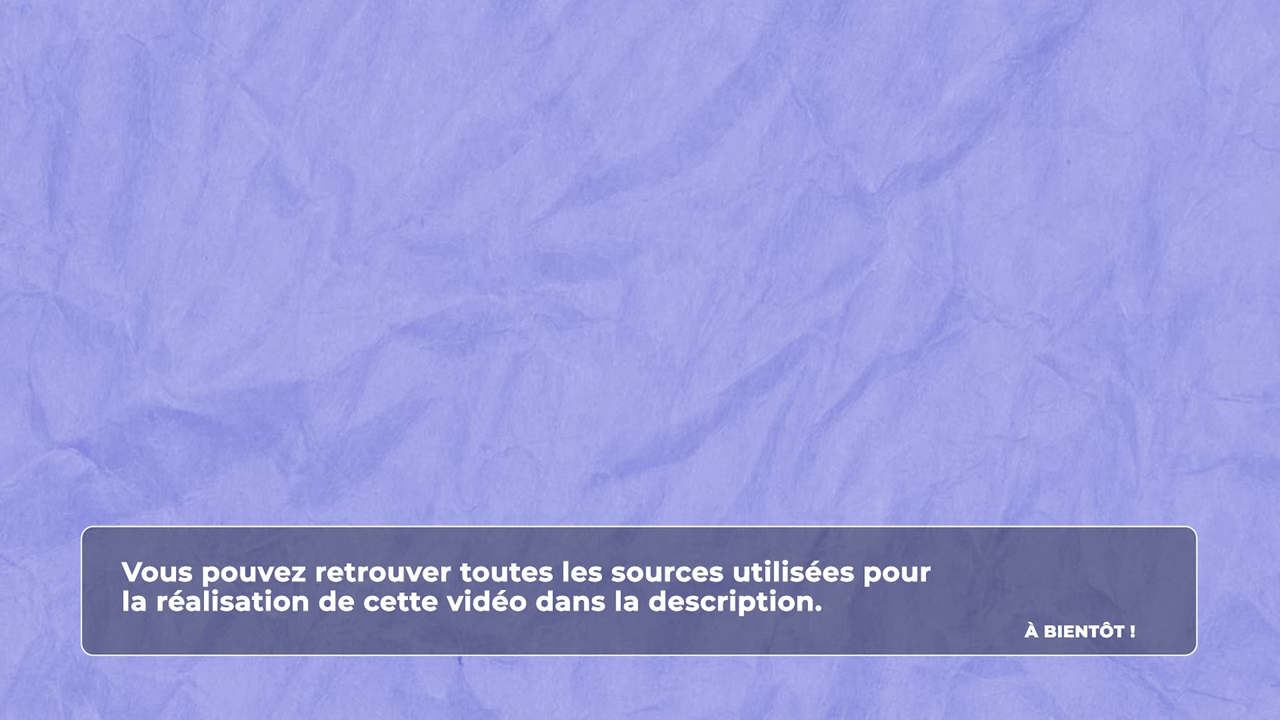 Vous pouvez retrouver toutes les sources utilisées pour
la réalisation de cette vidéo dans la description.
À BIENTÔT !